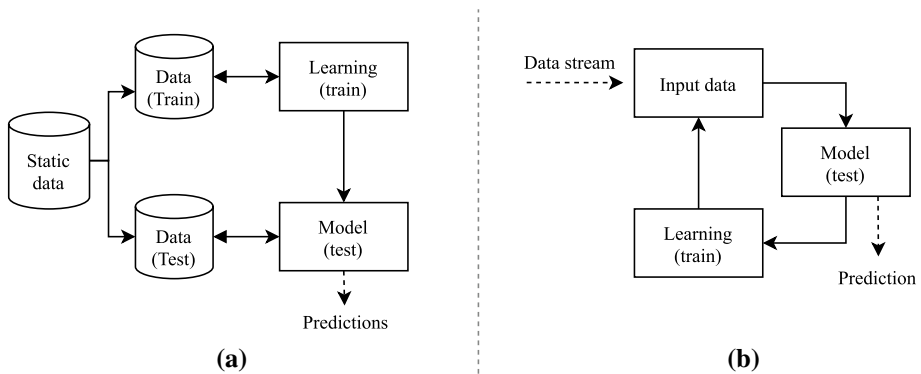 Data
(Train)
Learning
(train)
Static
data
Data
(Test)
Model
(test)
Predictions
(a)
Data stream
Input data
Model
(test)
Learning
(train)
Prediction
(b)